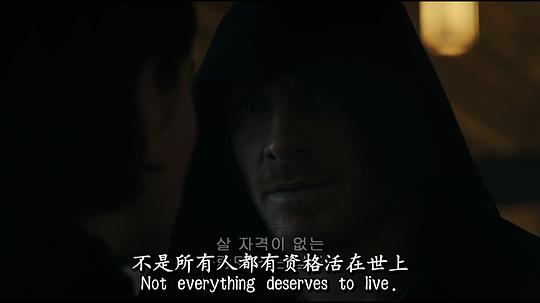 살 자격이 없는
不是所有人都有资格活在世上
Not everything deserves to live.